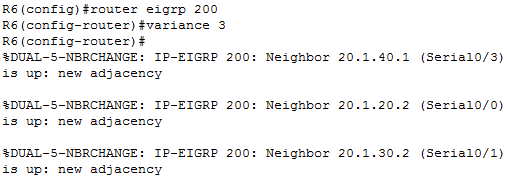 R6(config)#router eigrp 200
R6(config-router)#variance 3
R6(config-router)#
%DUAL-5-NBRCHANGE: IP-EIGRP 200: Neighbor 20.1.40.1 (Serial0/3)
is up: new adjacency
%DUAL-5-NBRCHANGE: IP-EIGRP 200: Neighbor 20.1.20.2 (Serial0/0)
is up: new adjacency
%DUAL-5-NBRCHANGE: IP-EIGRP 200: Neighbor 20.1.30.2 (Serial0/1)
is up: new adjacency